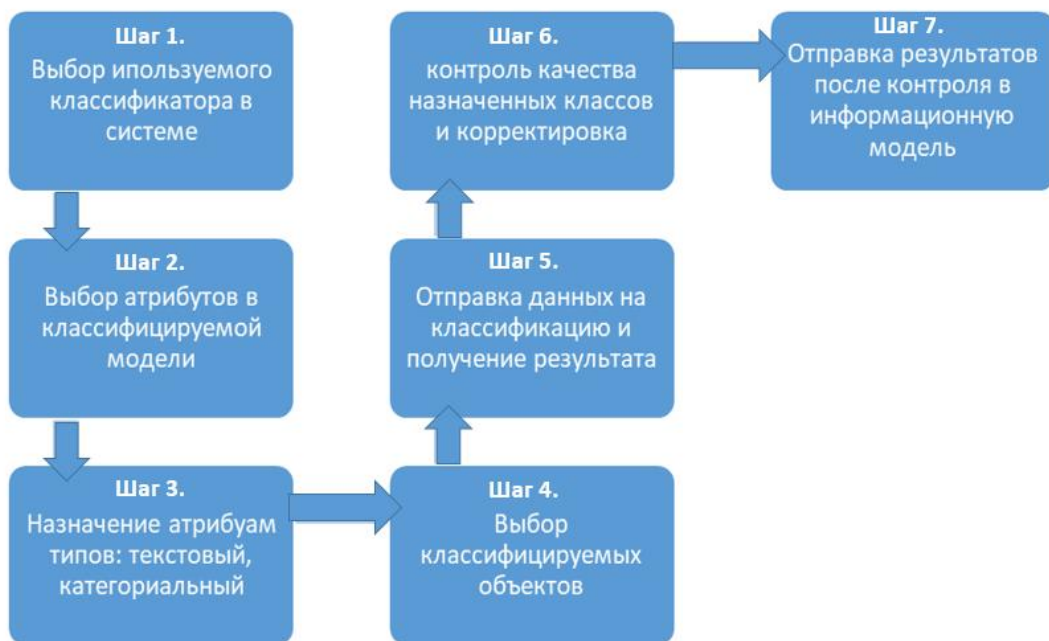 Шаг 1.
Выбор ипользуемого
классификатора в
системе
Шаг 2.
Выбор атрибутов в
классифицируемой
модели
Шаг 3.
Назначение атрибуам
типов: текстовый,
категориальный
Шаг 4.
Выбор
классифицируемых
объектов
Шаг 5.
Отправка данных на
классификацию и
получение результата
Шаг 6.
контроль качества
назначенных классов
и корректировка
Шаг 7.
Отправка результатов
после контроля в
информационную
модель